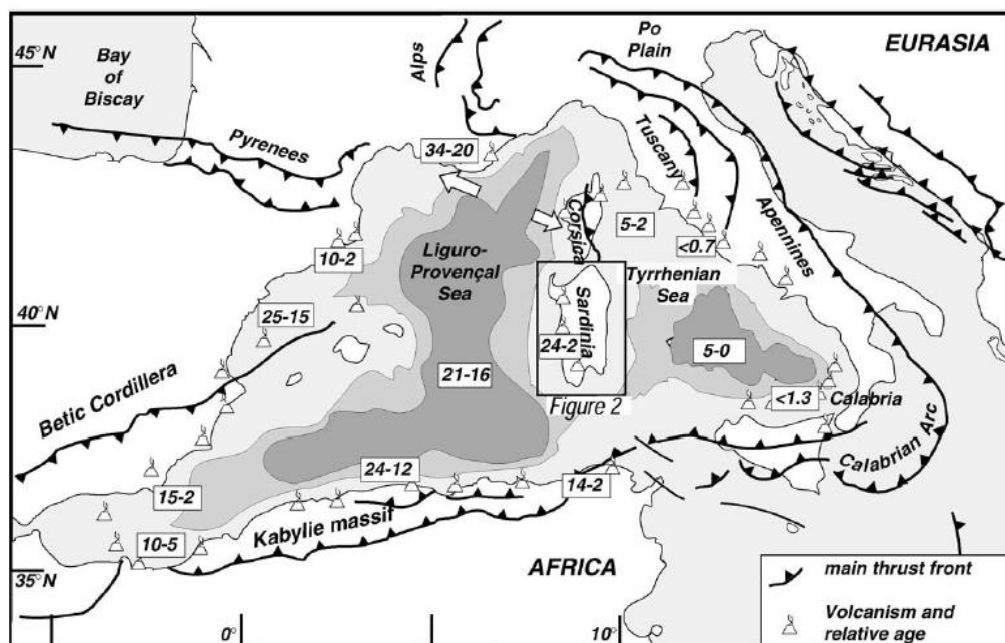 45°N
Bay
of
Biscay
Alps
Po
Plain
EURASIA
Pyrenees
34-20
Tuscany
Corsica
5-2
Apennines
<0.7
10-2
Liguro-
Provençal
Sea
Tyrrhenian
Sea
40°N
25-15
Sardinia
24-2
5-0
21-16
Betic Cordillera
Figure 2
<1.3
Calabria
Calabrian Arc
24-12
14-2
15-2
Kabylie massif
10-5
35°N
AFRICA
main thrust front
Volcanism and
relative age
0°
10°